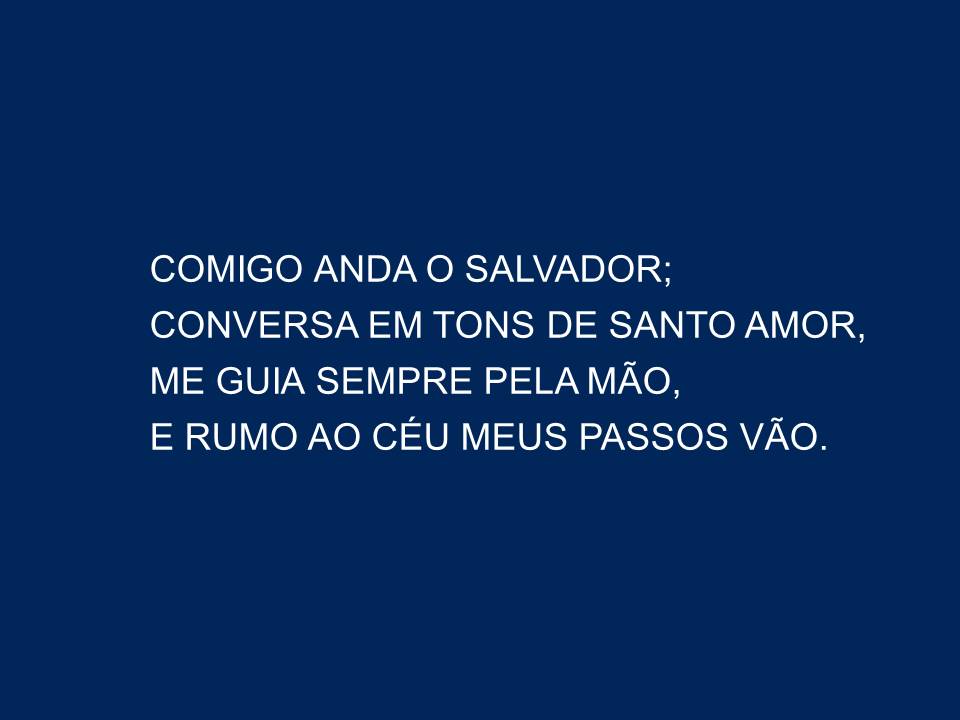 COMIGO ANDA O SALVADOR;
CONVERSA EM TONS DE SANTO AMOR,
ME GUIA SEMPRE PELA MÃO,
E RUMO AO CÉU MEUS PASSOS VÃO.